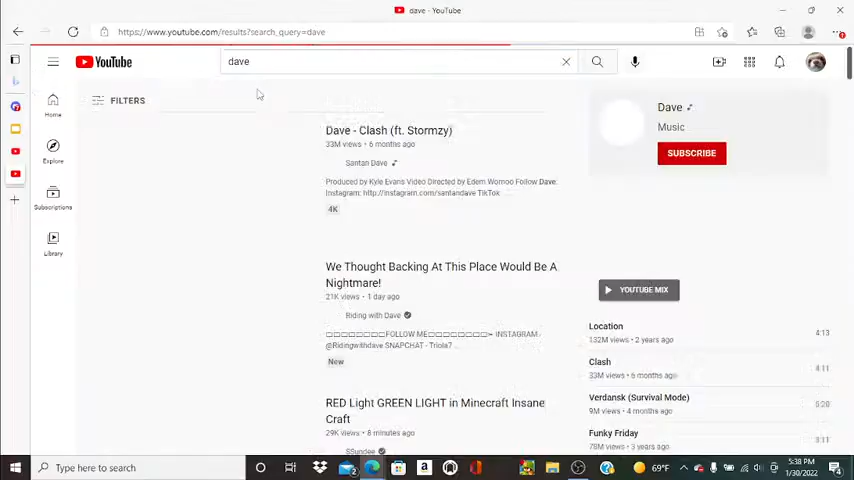 dave - YouTube
https://www.youtube.com/results?search_query=dave
YouTube
dave
FILTERS
Home
Explore
Subscriptions
Library
Dave - Clash (ft. Stormzy)
33M views • 6 months ago
Santan Dave
Produced by Kyle Evans Video Directed by Edem Wornoo Follow Dave:
Instagram: http://instagram.com/santandave TikTok
4K
We Thought Backing At This Place Would Be A
Nightmare!
21K views • 1 day ago
Riding with Dave
FOLLOW ME INSTAGRAM -
@Ridingwithdave SNAPCHAT - Triola7 ...
New
RED Light GREEN LIGHT in Minecraft Insane
Craft
29K views • 8 minutes ago
SSundee
Dave
Music
SUBSCRIBE
YOUTUBE MIX
Location
132M views • 2 years ago
4:13
Clash
33M views • 6 months ago
4:11
Verdansk (Survival Mode)
9M views • 4 months ago
5:20
Funky Friday
78M views • 3 years ago
3:11
Type here to search
69°F
5:38 PM
1/30/2022